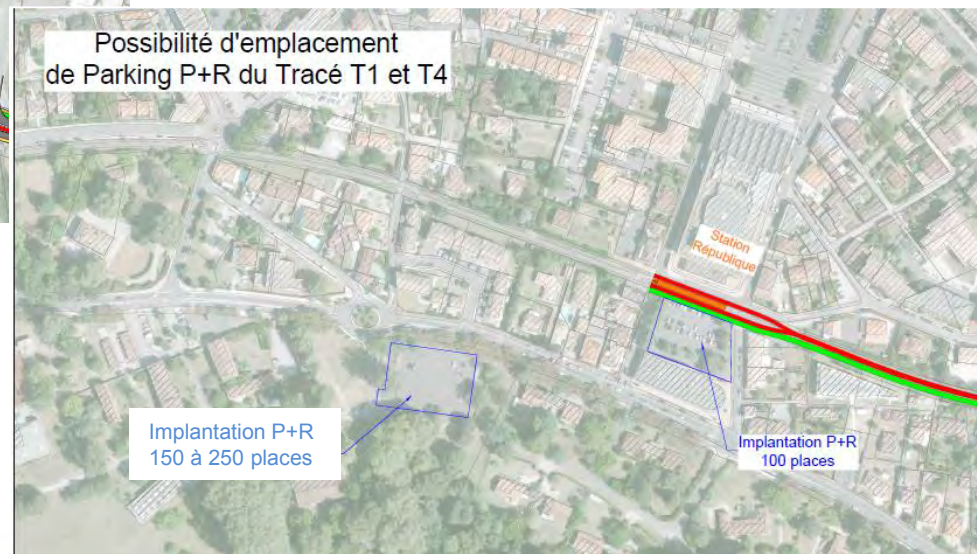 Possibilité d'emplacement
de Parking P+R du Tracé T1 et T4
Station
République
Implantation P+R
150 à 250 places
Implantation P+R
100 places